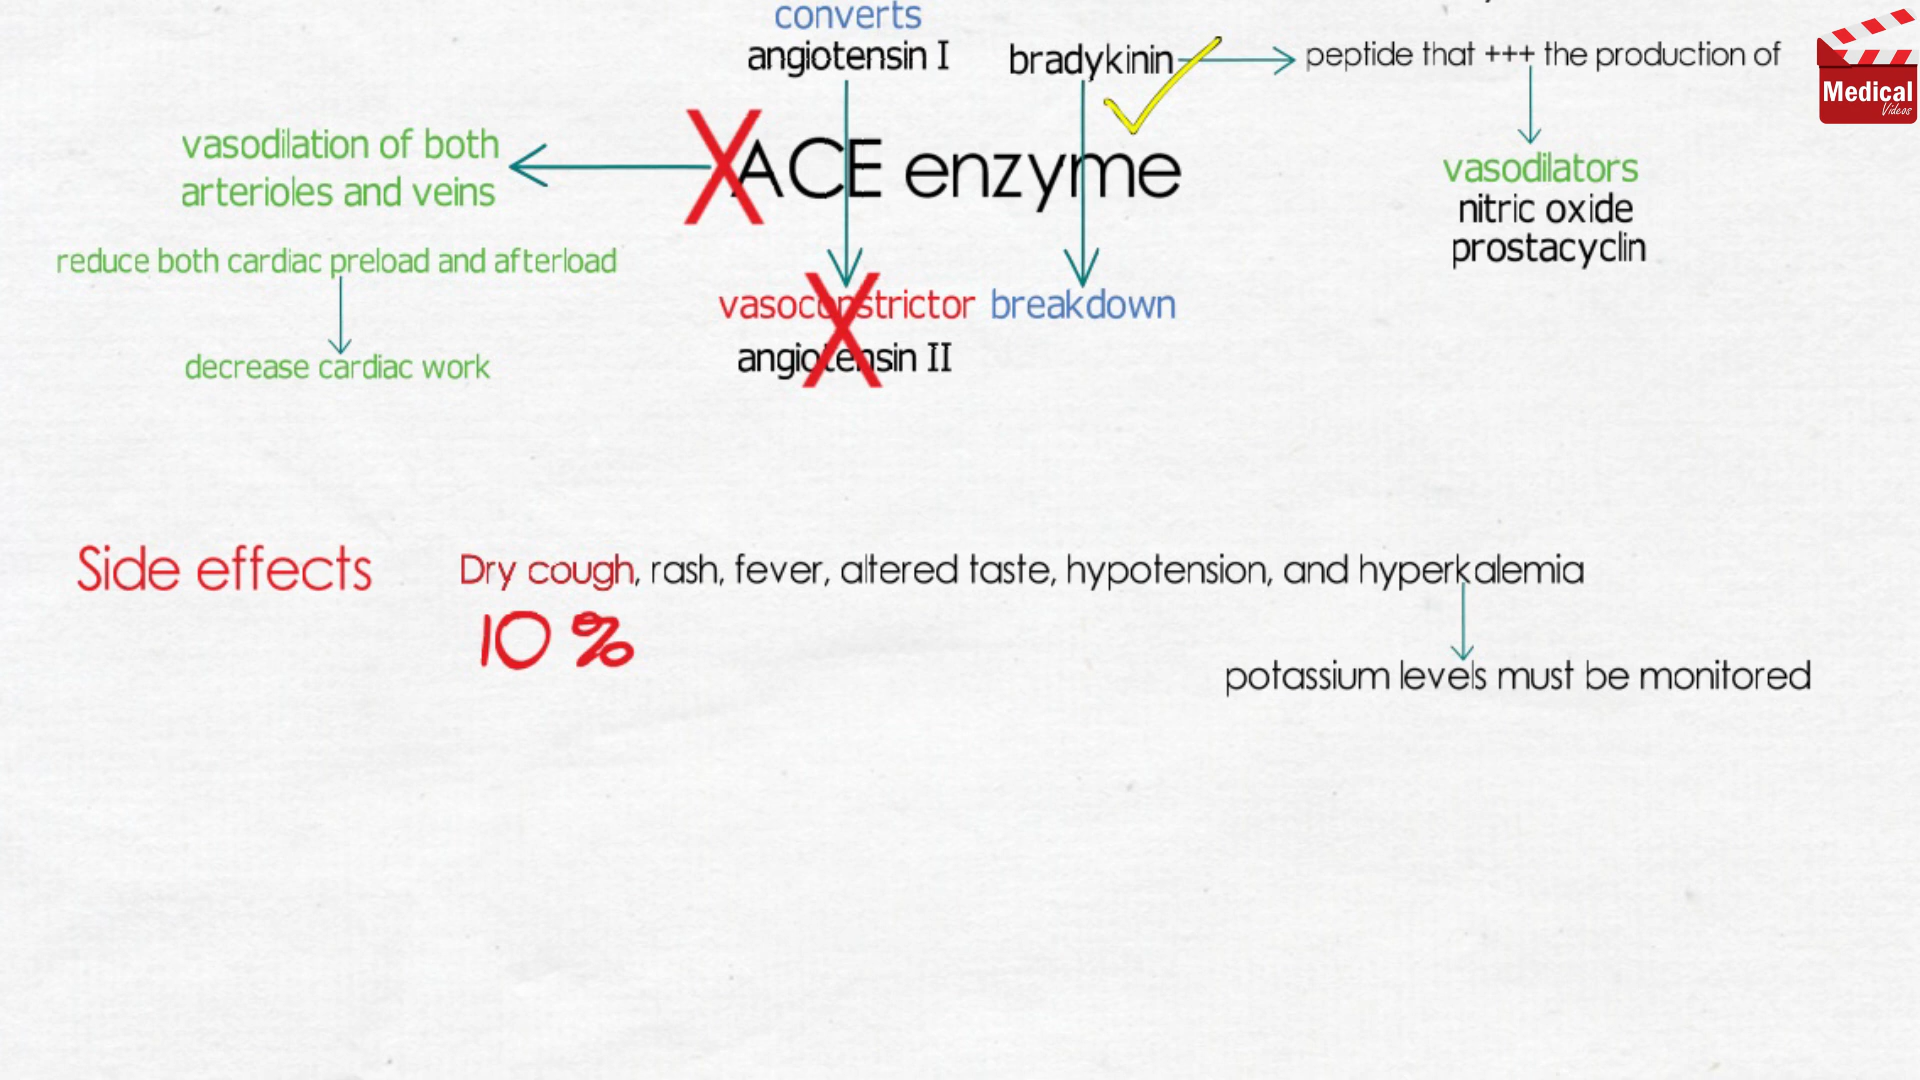 converts
angiotensin I
bradykinin
peptide that +++ the production of
Medical
Videos
vasodilation of both
arterioles and veins
X
ACE enzyme
vasodilators
nitric oxide
prostacyclin
reduce both cardiac preload and afterload
vasoconstrictor
breakdown
X
angiotensin II
decrease cardiac work
Side effects
Dry cough, rash, fever, altered taste, hypotension, and hyperkalemia
10 %
potassium levels must be monitored